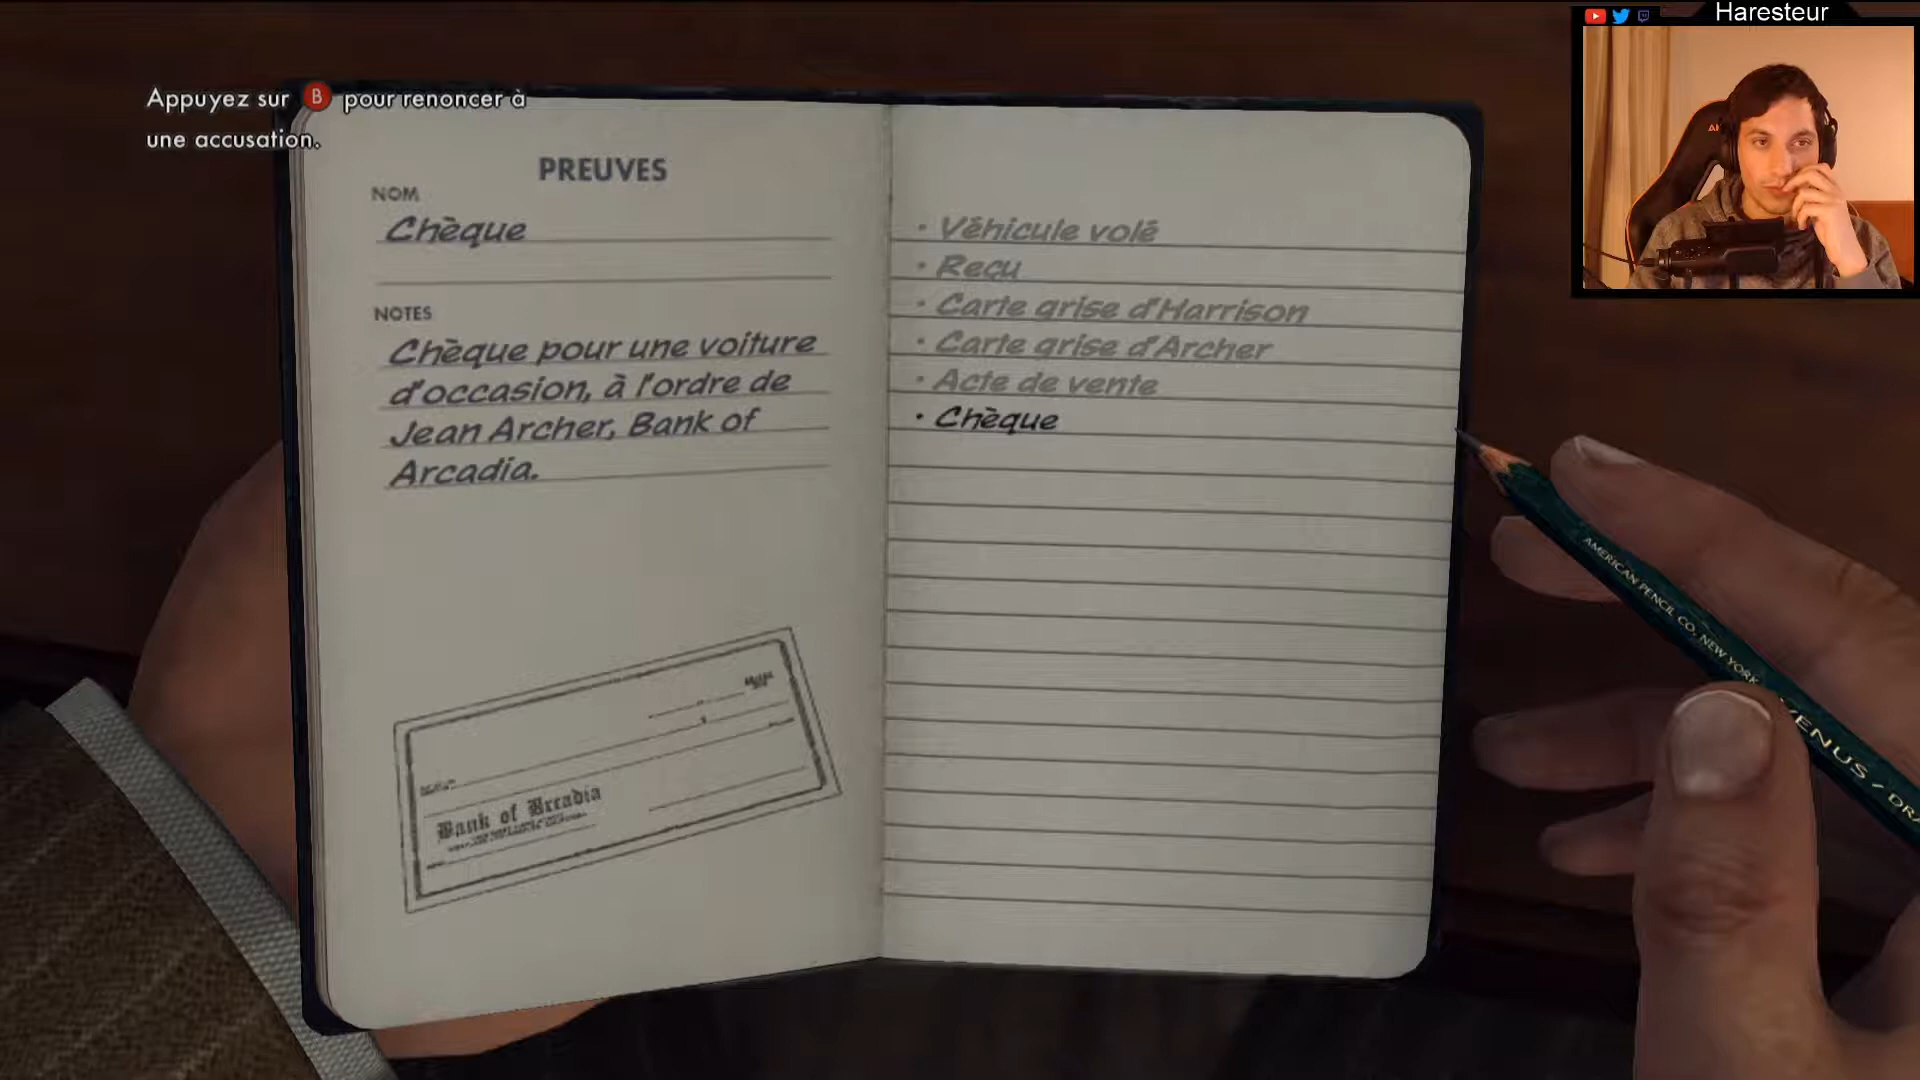 Haresteur
Appuyez sur B pour renoncer à
une accusation.
PREUVES
NOM
Chèque
NOTES
Chèque pour une voiture
d'occasion, à l'ordre de
Jean Archer, Bank of
Arcadia.
Bank of Arcadia
• Véhicule volé
• Reçu
• Carte grise d'Harrison
• Carte grise d'Archer
• Acte de vente
• Chèque
AMERICAN PENCIL CO. NEW YORK
VENUS / DRA